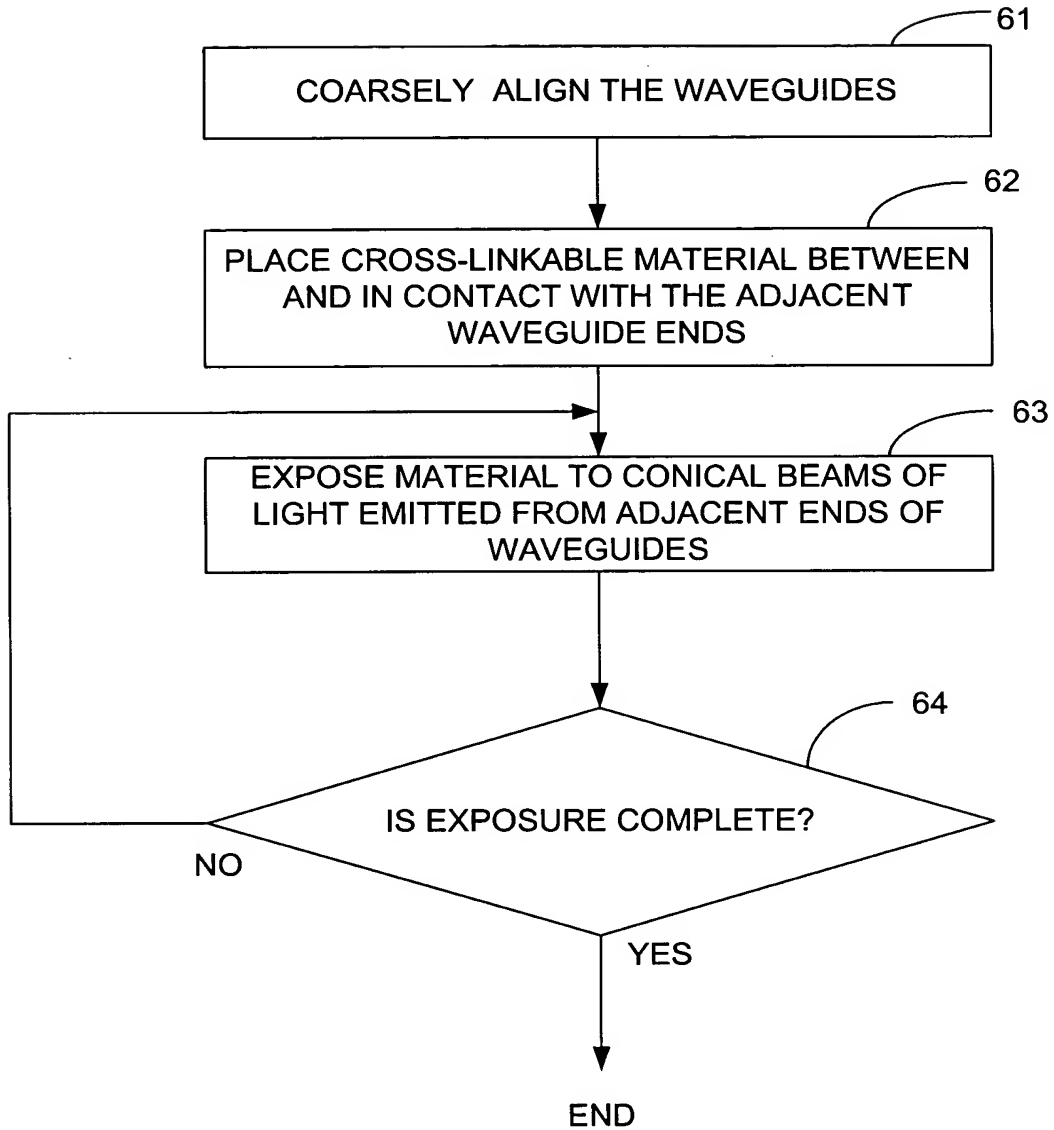 61
COARSELY ALIGN THE WAVEGUIDES
62
PLACE CROSS-LINKABLE MATERIAL BETWEEN
AND IN CONTACT WITH THE ADJACENT
WAVEGUIDE ENDS
63
EXPOSE MATERIAL TO CONICAL BEAMS OF
LIGHT EMITTED FROM ADJACENT ENDS OF
WAVEGUIDES
64
IS EXPOSURE COMPLETE?
NO
YES
END